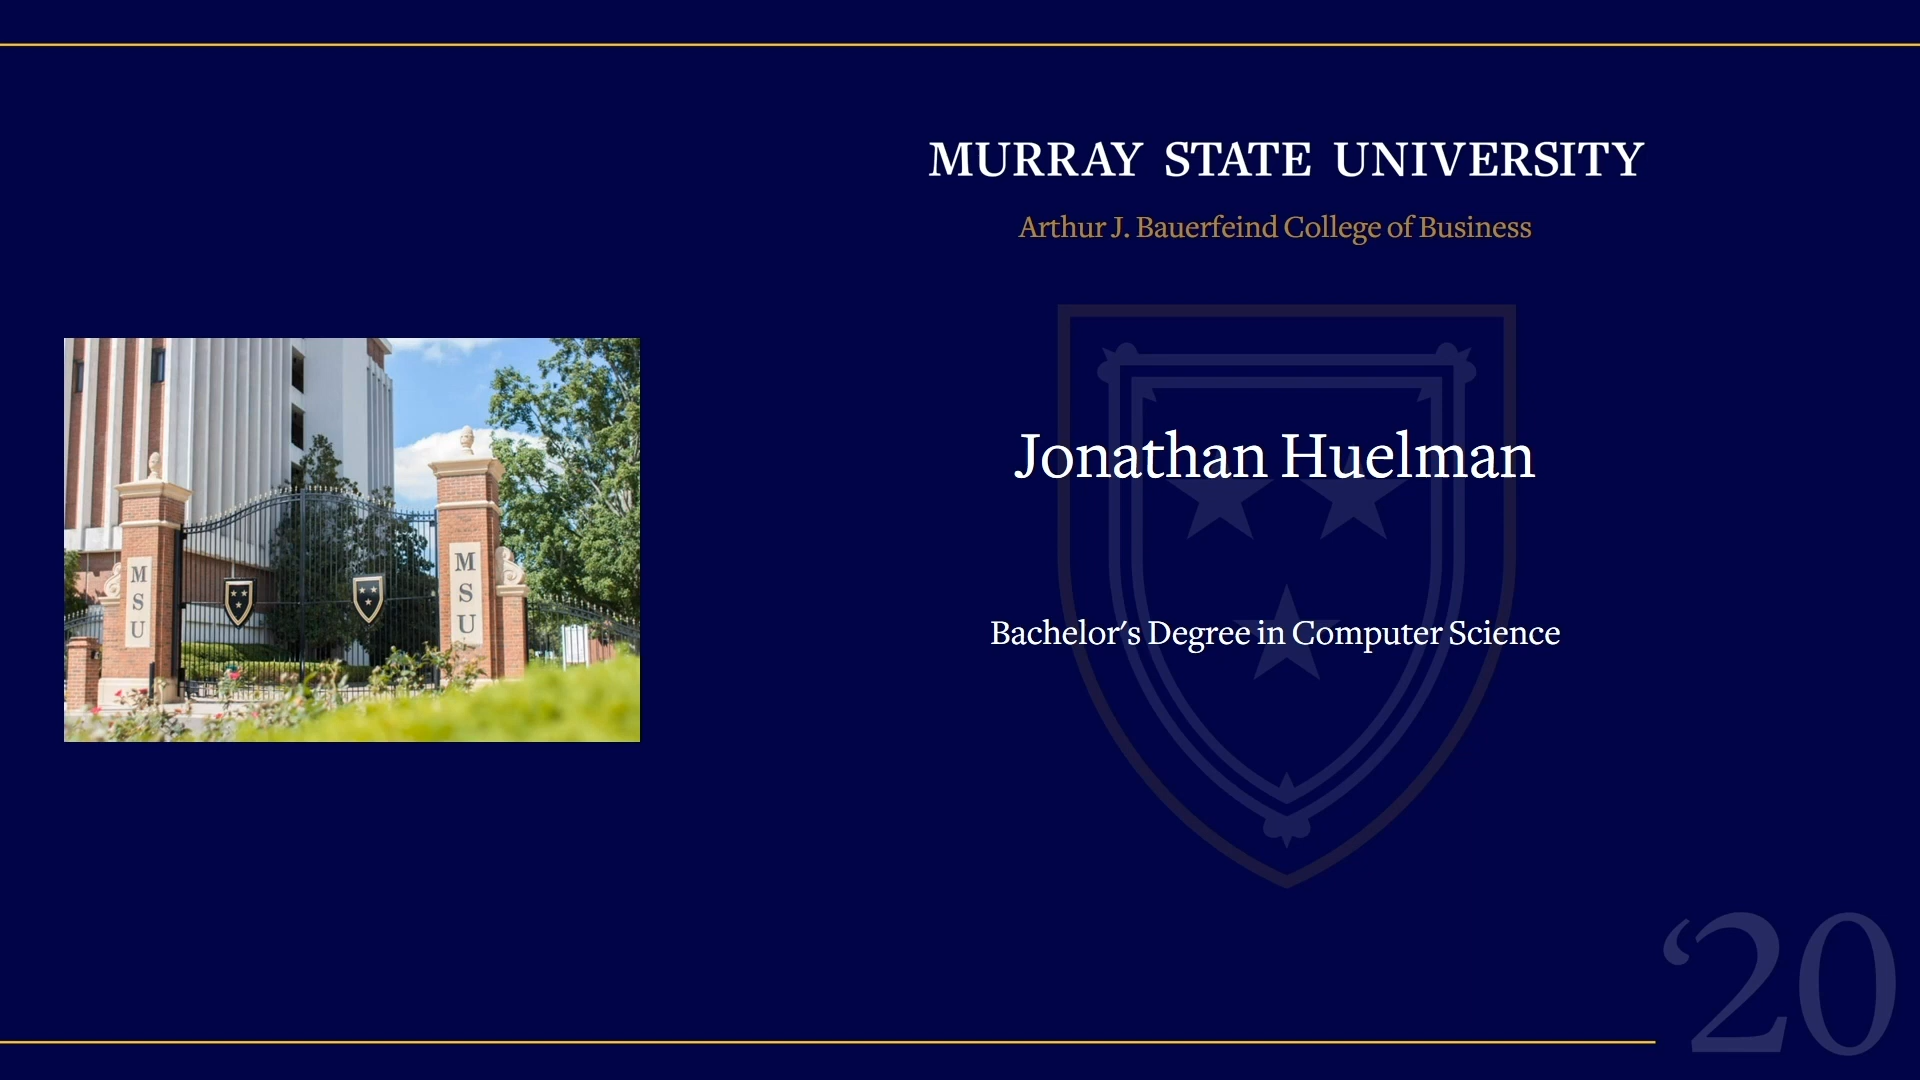 MURRAY STATE UNIVERSITY
Arthur J. Bauerfeind College of Business
Jonathan Huelman
Bachelor's Degree in Computer Science
M
S
U
M
S
U
‘20